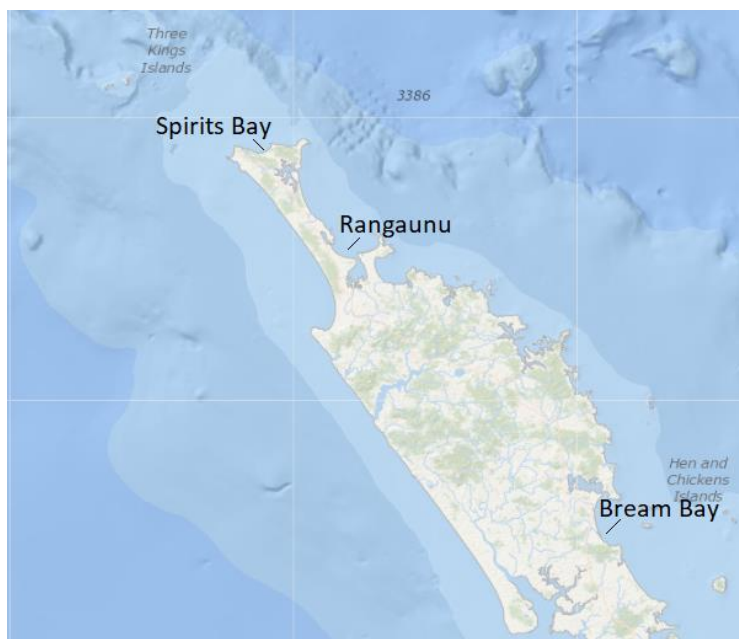 Three
Kings
Islands
3386
Spirits Bay
Rangaunu
Hen and
Chickens
Islands
Bream Bay